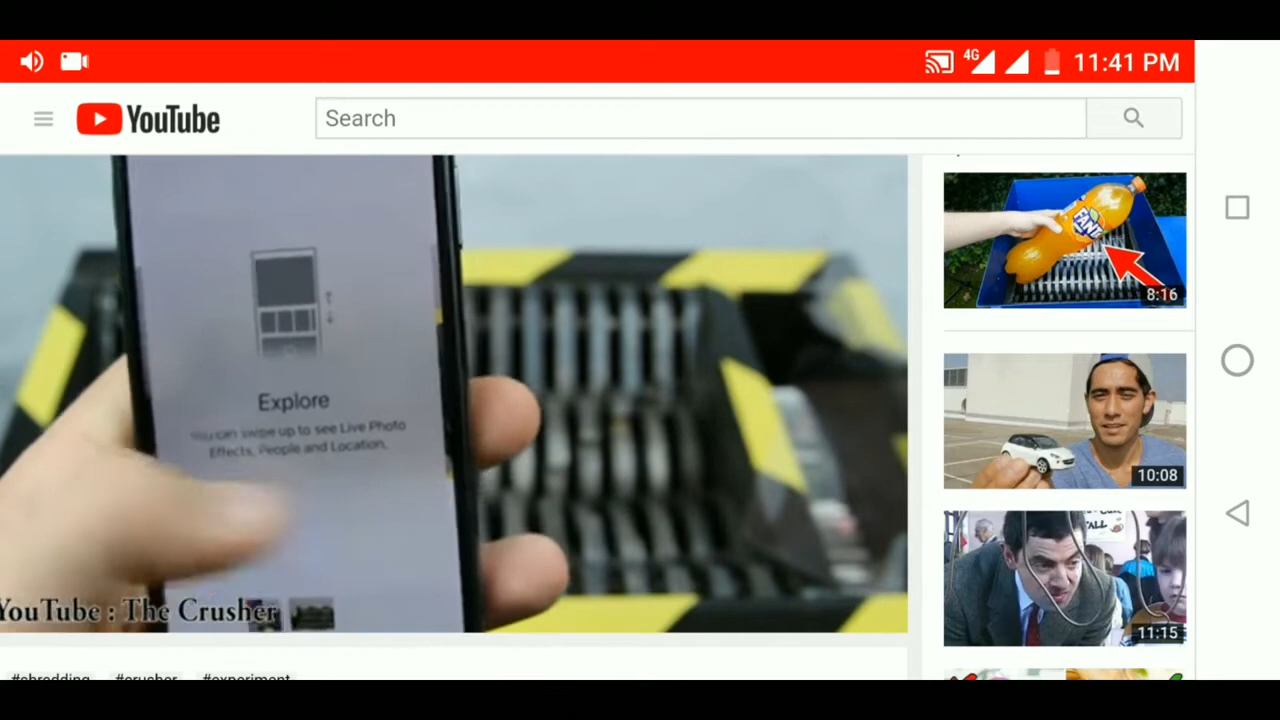 4G 11:41 PM
YouTube
Search
Explore
You can swipe up to see Live Photo
Effects, People and Location,
YouTube : The Crusher
#shredding #crusher #experiment
FANTA
8:16
10:08
11:15